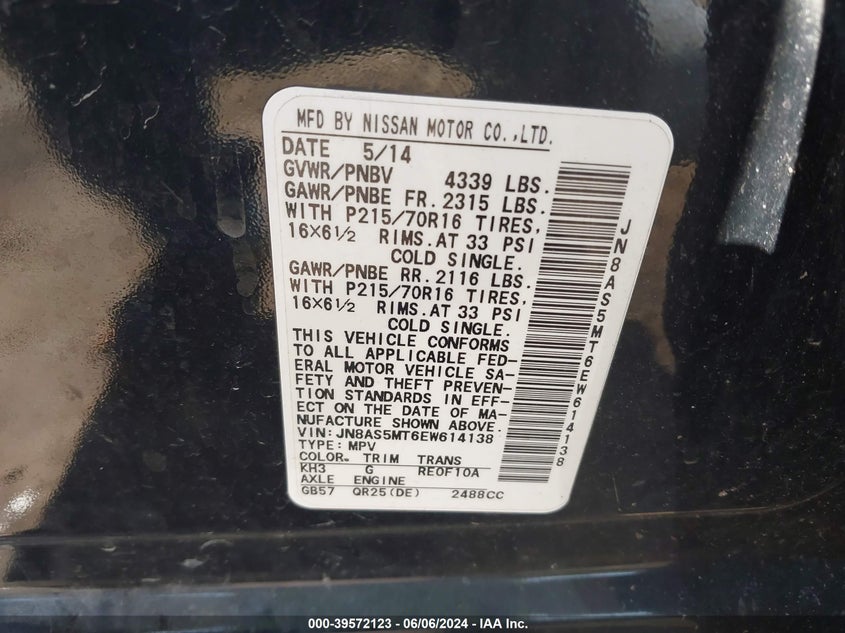 MFD BY NISSAN MOTOR CO.,LTD.
DATE 5/14
GVWR/PNBV 4339 LBS.
GAWR/PNBE FR. 2315 LBS.
WITH P215/70R16 TIRES,
16X6½ RIMS. AT 33 PSI
COLD SINGLE.
GAWR/PNBE RR. 2116 LBS.
WITH P215/70R16 TIRES,
16X6½ RIMS. AT 33 PSI
COLD SINGLE.
THIS VEHICLE CONFORMS
TO ALL APPLICABLE FED-
ERAL MOTOR VEHICLE SA-
FETY AND THEFT PREVEN-
TION STANDARDS IN EFF-
ECT ON THE DATE OF MA-
NUFACTURE SHOWN ABOVE.
VIN: JN8AS5MT6EW614138
TYPE: MPV
COLOR. TRIM TRANS
KH3 G RE0F10A
AXLE ENGINE
GB57 QR25(DE) 2488CC
JN8AS5MT6EW614138
000-39572123 - 06/06/2024 - IAA Inc.